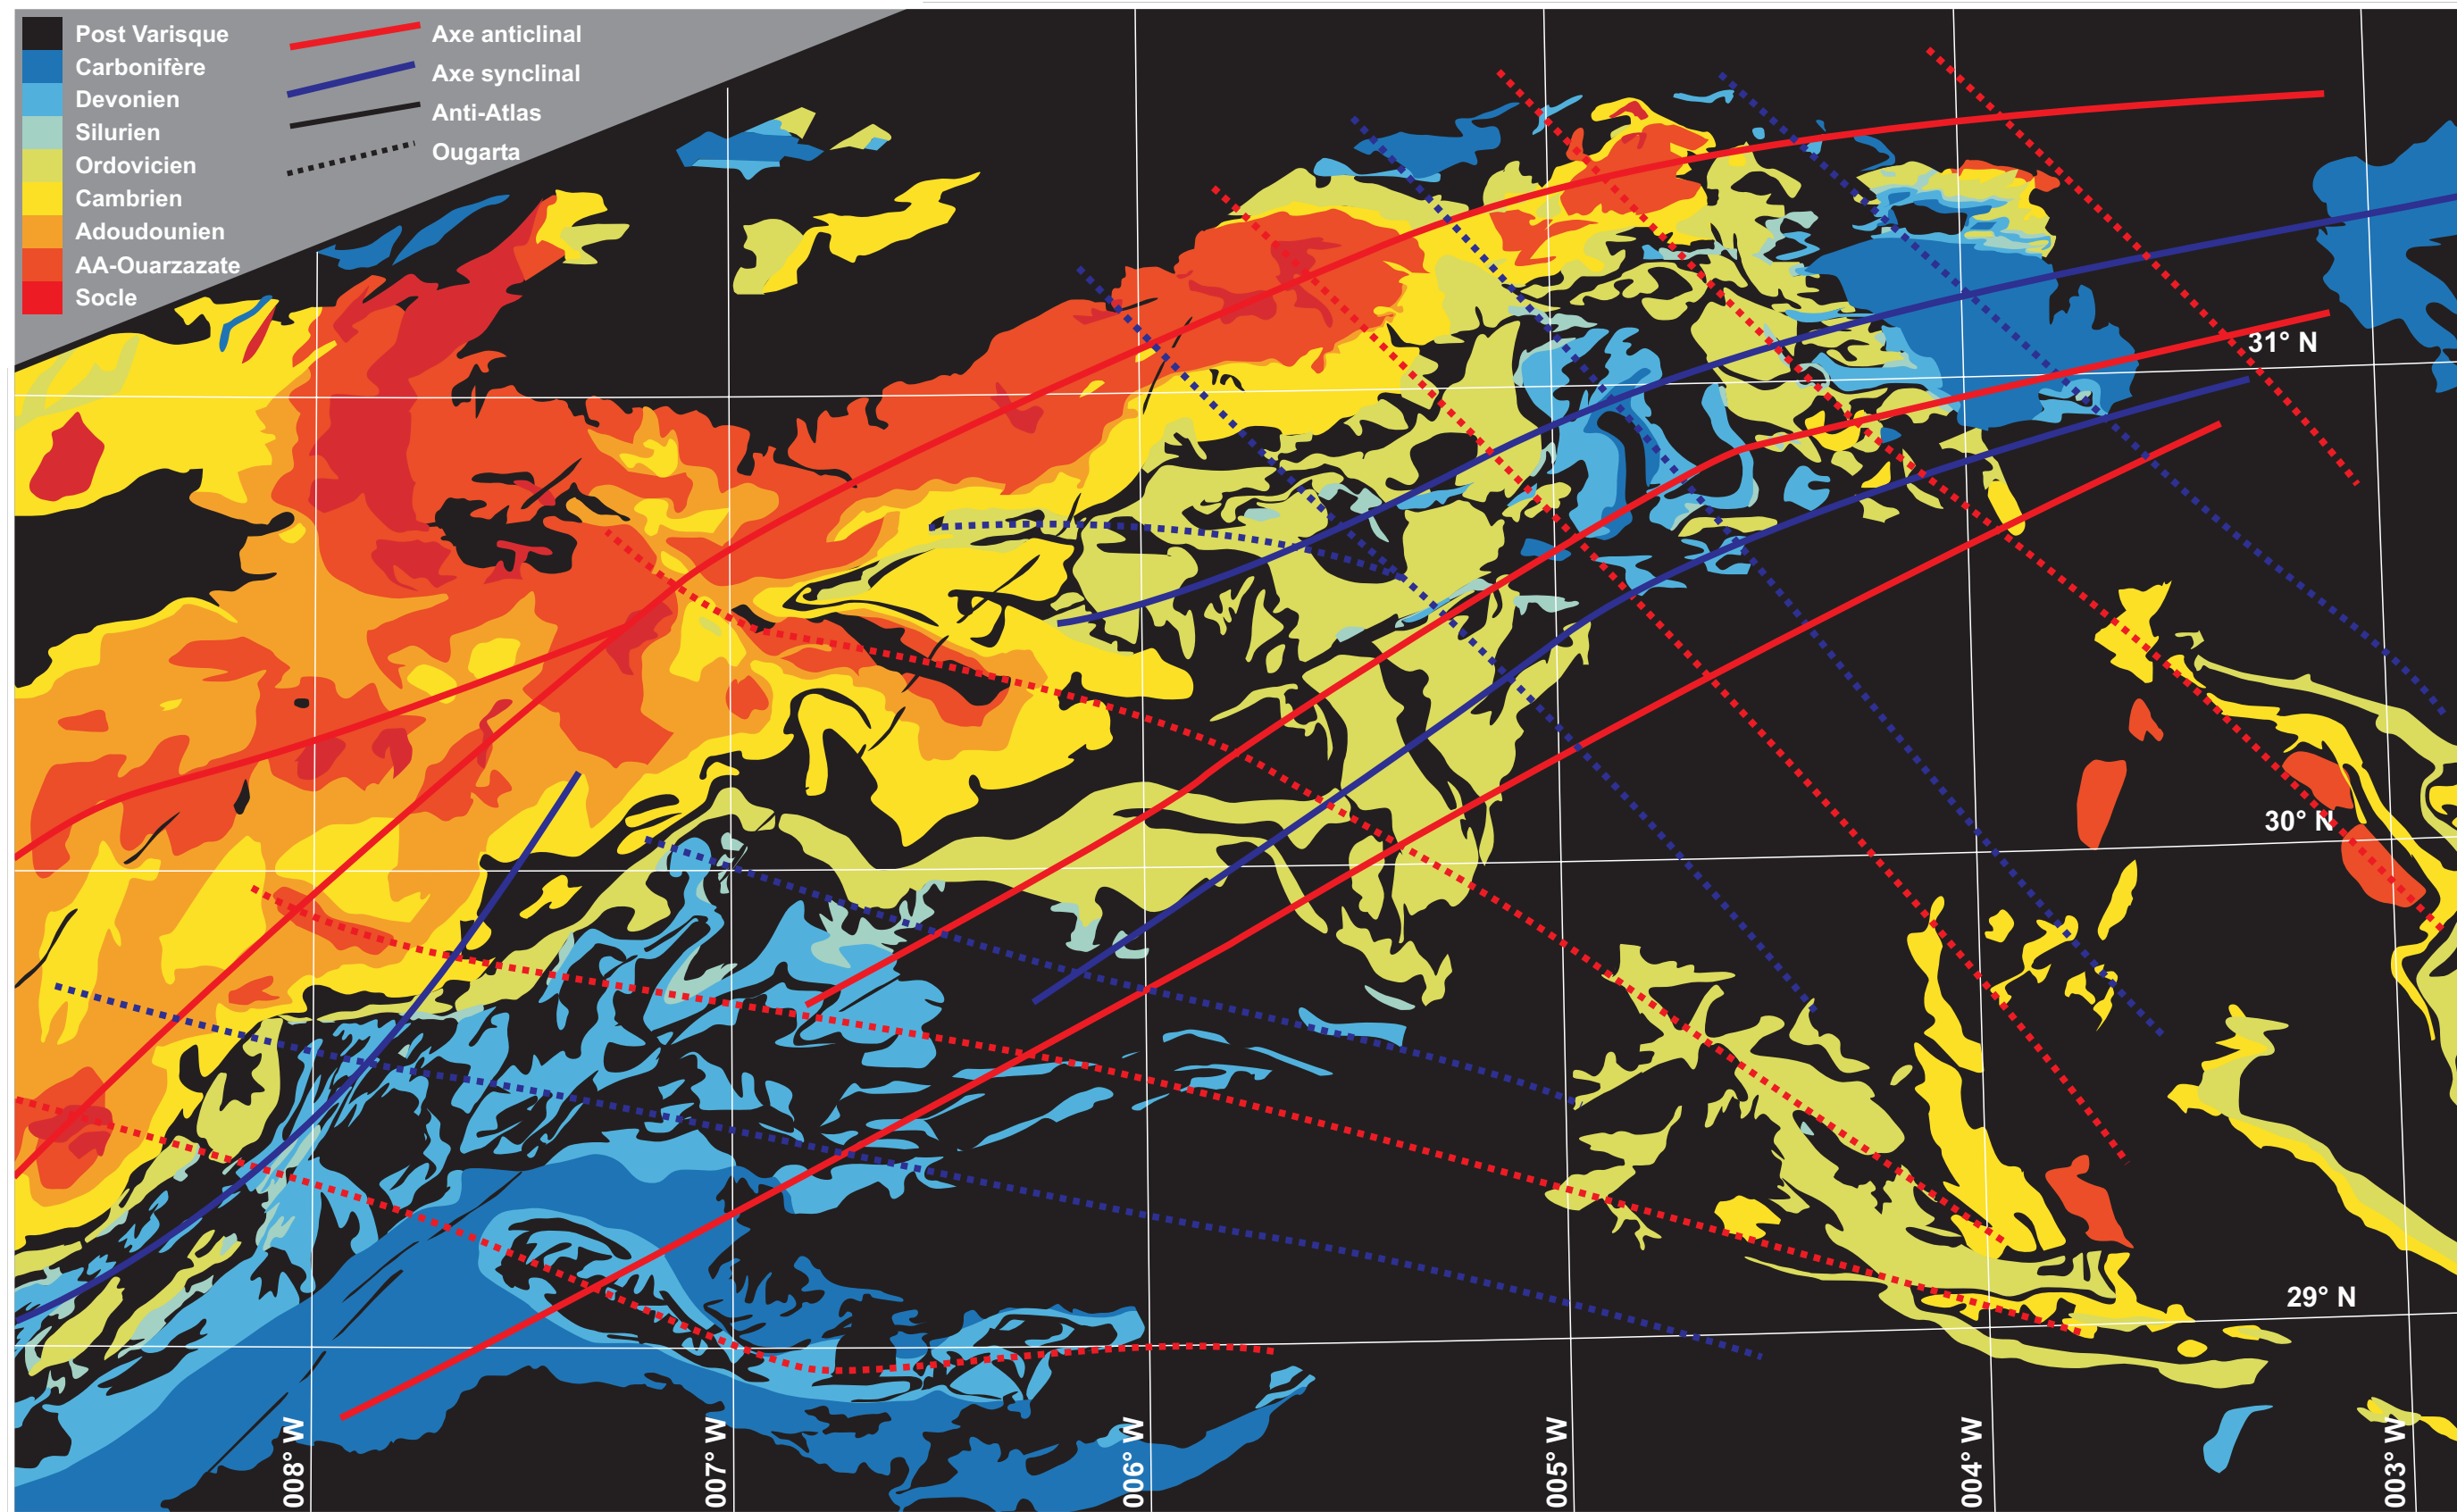 Post Varisque
Carbonifère
Devonien
Silurien
Ordovicien
Cambrien
Adoudounien
AA-Ouarzazate
Socle
Axe anticlinal
Axe synclinal
Anti-Atlas
Ougarta
31° N
30° N
29° N
008° W
007° W
006° W
005° W
004° W
003° W